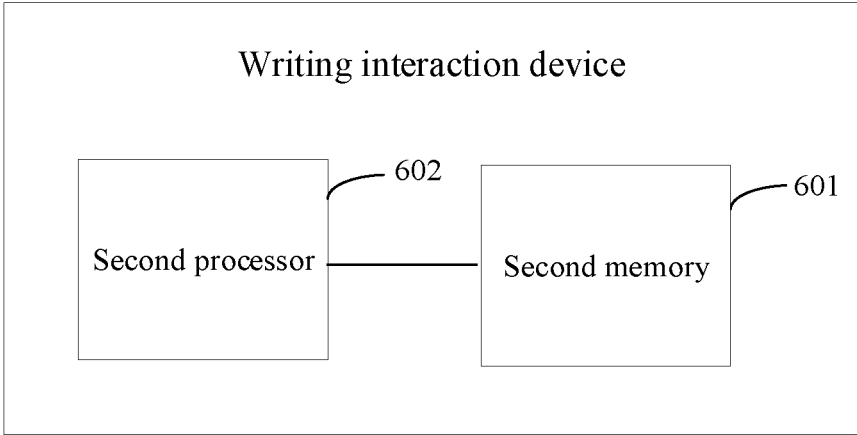 Writing interaction device
602
601
Second processor
Second memory